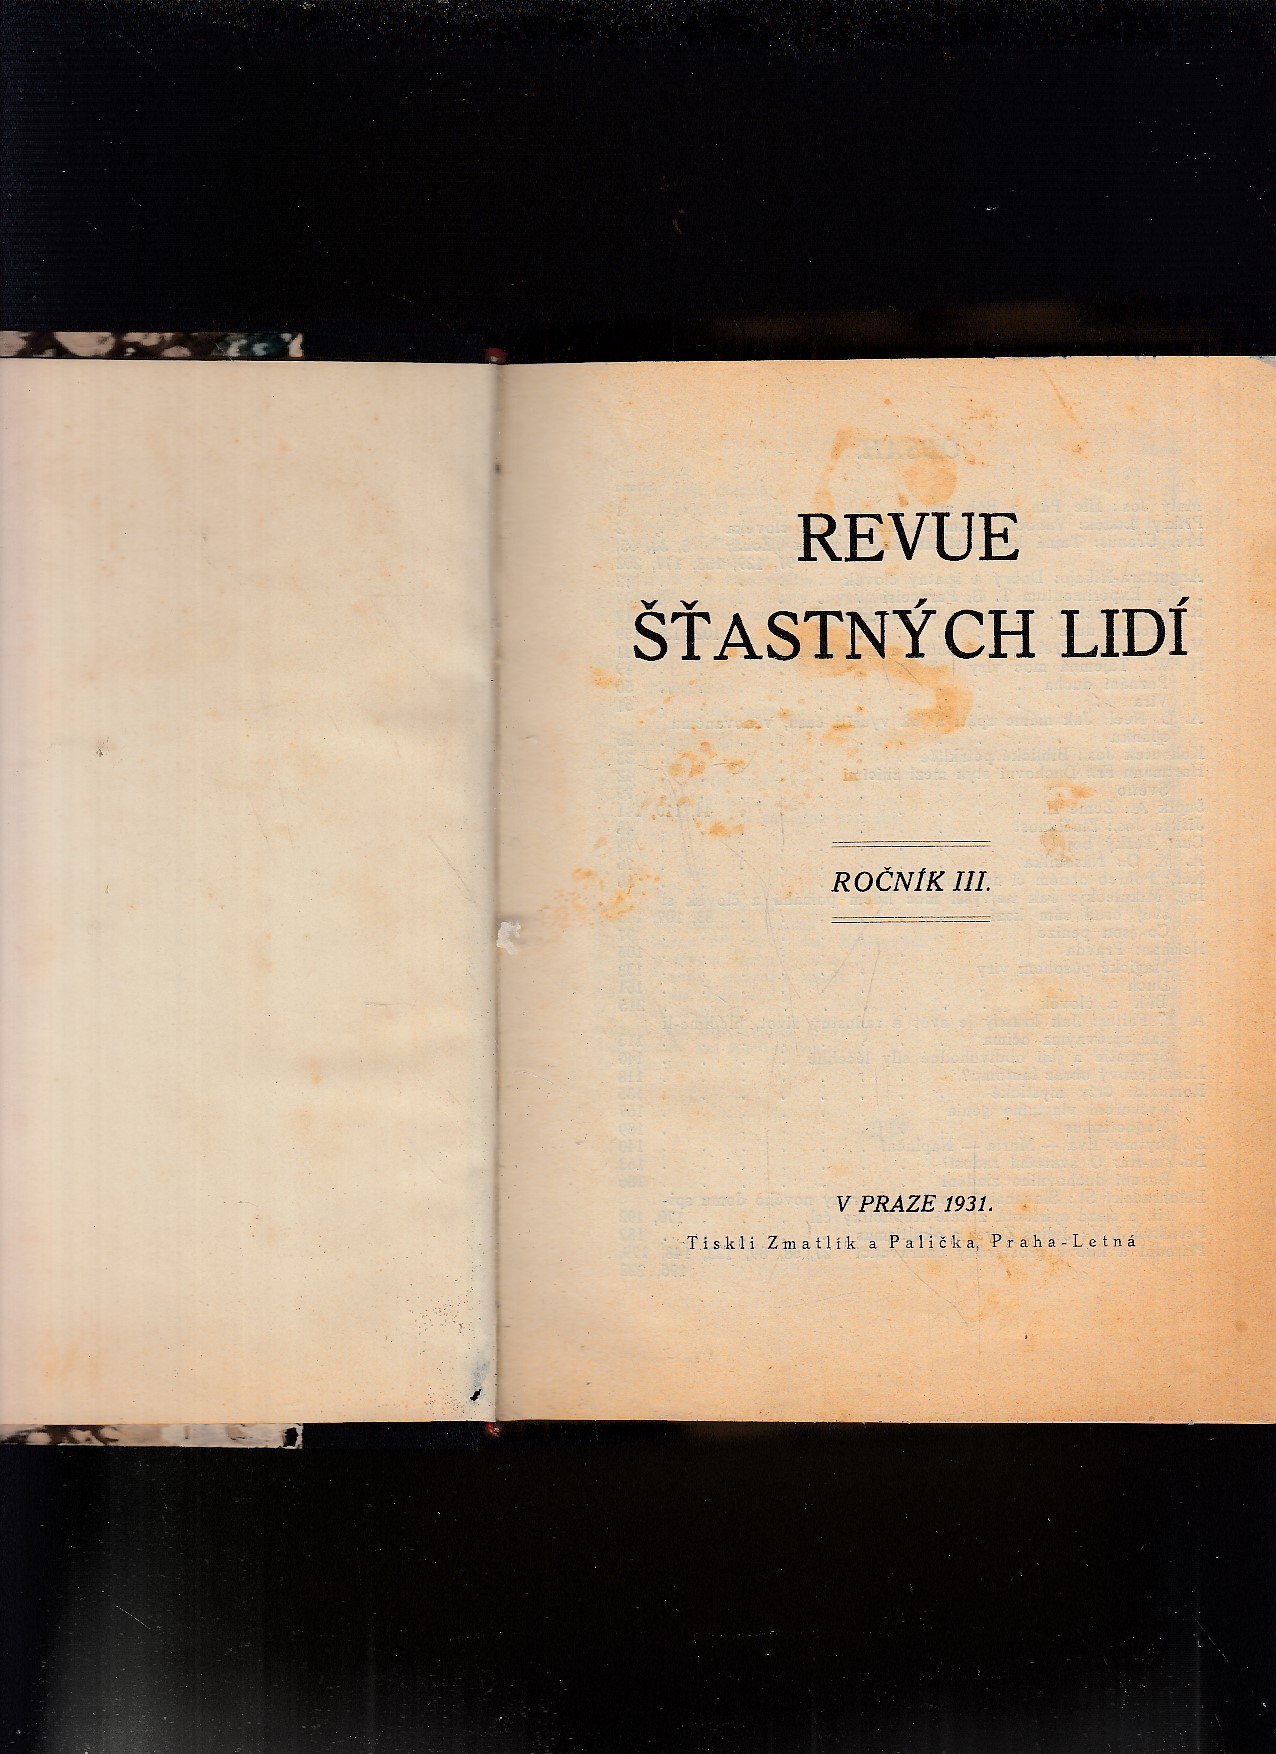 REVUE
ŠŤASTNÝCH LIDÍ
ROČNÍK III.
V PRAZE 1931.
Tiskli Zmatlík a Palička, Praha-Letná